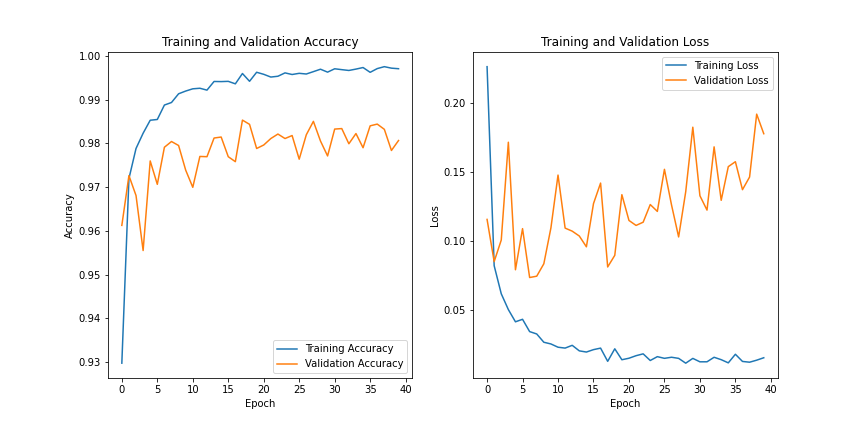 Training and Validation Accuracy
1.00
0.99
0.98
0.97
0.96
0.95
0.94
0.93
Accuracy
0 5 10 15 20 25 30 35 40
Epoch
Training Accuracy
Validation Accuracy
Training and Validation Loss
0.20
0.15
0.10
0.05
Loss
0 5 10 15 20 25 30 35 40
Epoch
Training Loss
Validation Loss